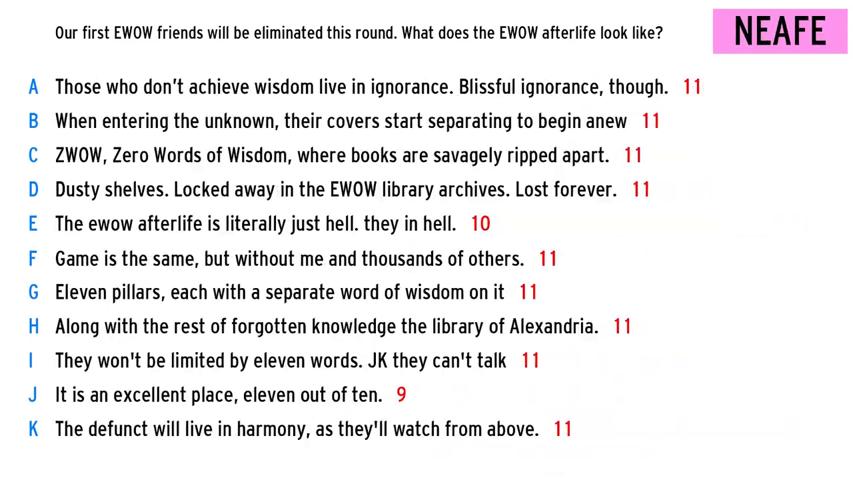 Our first EWOW friends will be eliminated this round. What does the EWOW afterlife look like?
NEAFE
A Those who don't achieve wisdom live in ignorance. Blissful ignorance, though. 11
B When entering the unknown, their covers start separating to begin anew 11
C ZWOW, Zero Words of Wisdom, where books are savagely ripped apart. 11
D Dusty shelves. Locked away in the EWOW library archives. Lost forever. 11
E The ewow afterlife is literally just hell. they in hell. 10
F Game is the same, but without me and thousands of others. 11
G Eleven pillars, each with a separate word of wisdom on it 11
H Along with the rest of forgotten knowledge the library of Alexandria. 11
I They won't be limited by eleven words. JK they can't talk 11
J It is an excellent place, eleven out of ten. 9
K The defunct will live in harmony, as they'll watch from above. 11